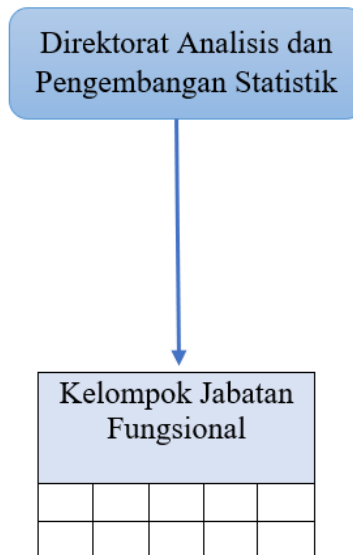 Direktorat Analisis dan
Pengembangan Statistik
Kelompok Jabatan
Fungsional